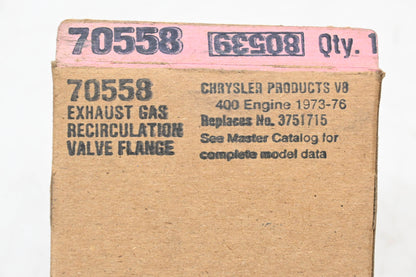 70558 80539 Qty. 1
70558
EXHAUST GAS
RECIRCULATION
VALVE FLANGE
CHRYSLER PRODUCTS V8
400 Engine 1973-76
Replaces No. 3751715
See Master Catalog for
complete model data